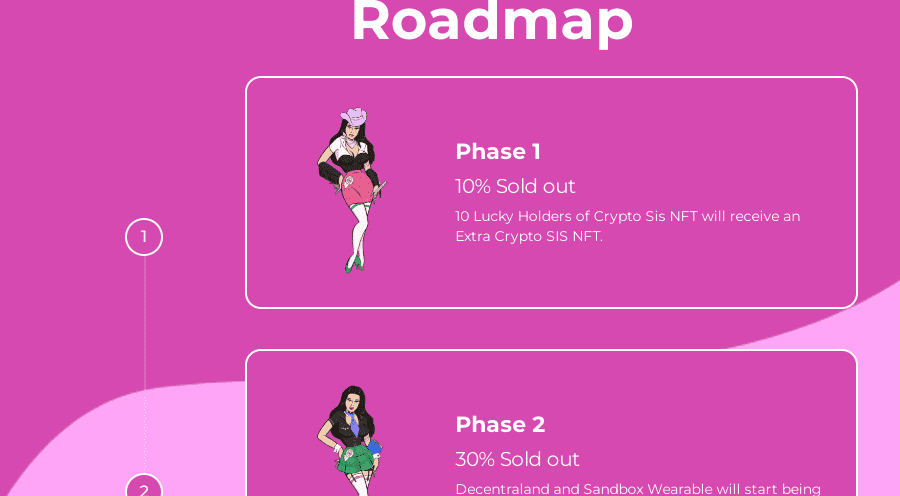 Roadmap
1
Phase 1
10% Sold out
10 Lucky Holders of Crypto Sis NFT will receive an
Extra Crypto SIS NFT.
2
Phase 2
30% Sold out
Decentraland and Sandbox Wearable will start being